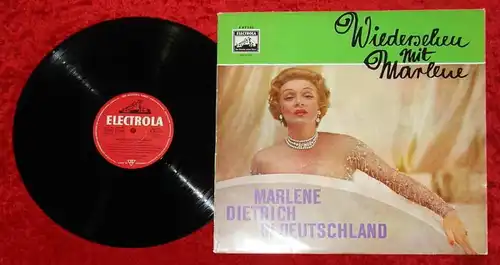 ELECTROLA
ELECTROLA
Wiedersehen
mit
Marlene
MARLENE
DIETRICH
IN DEUTSCHLAND